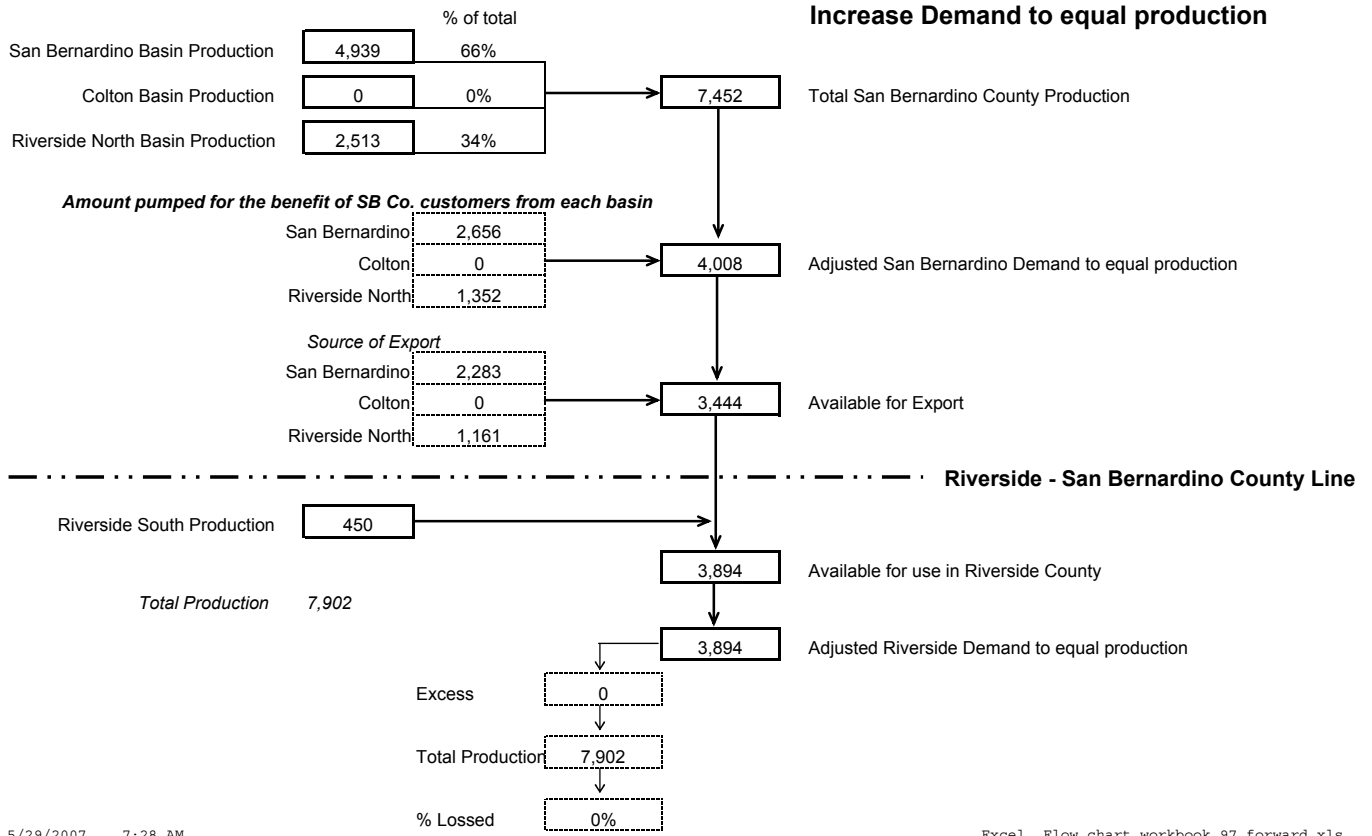 % of total
Increase Demand to equal production
San Bernardino Basin Production 4,939 66%
Colton Basin Production 0 0% 7,452 Total San Bernardino County Production
Riverside North Basin Production 2,513 34%
Amount pumped for the benefit of SB Co. customers from each basin
San Bernardino 2,656
Colton 0 4,008 Adjusted San Bernardino Demand to equal production
Riverside North 1,352
Source of Export
San Bernardino 2,283
Colton 0 3,444 Available for Export
Riverside North 1,161
Riverside - San Bernardino County Line
Riverside South Production 450
3,894 Available for use in Riverside County
Total Production 7,902
3,894 Adjusted Riverside Demand to equal production
Excess 0
Total Production 7,902
% Lossed 0%
5/29/2007 7:28 AM Excel Flow chart workbook 97 forward.xls